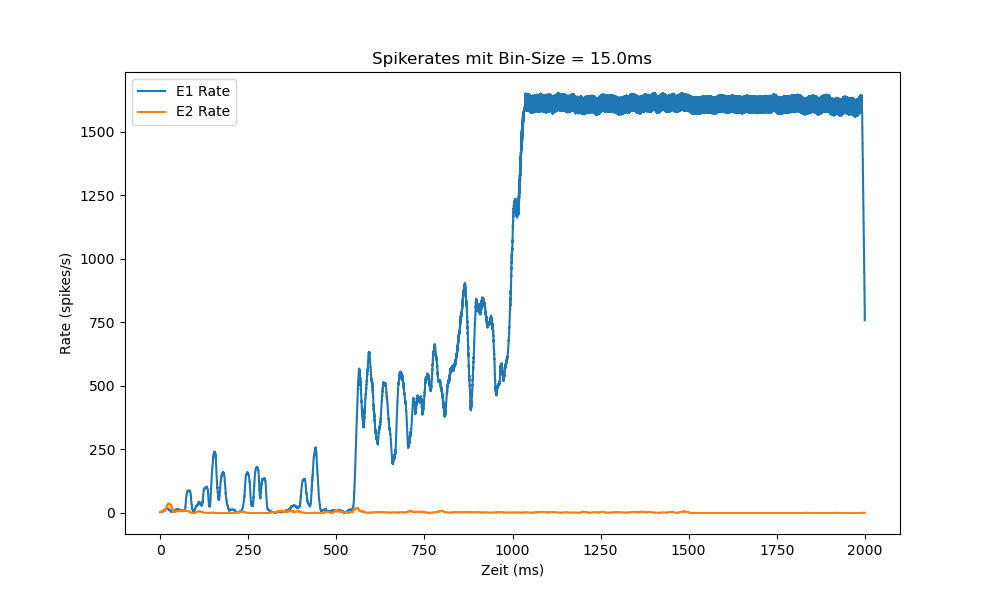 Spikerates mit Bin-Size = 15.0ms
E1 Rate
E2 Rate
Rate (spikes/s)
1500
1250
1000
750
500
250
0
0 250 500 750 1000 1250 1500 1750 2000
Zeit (ms)